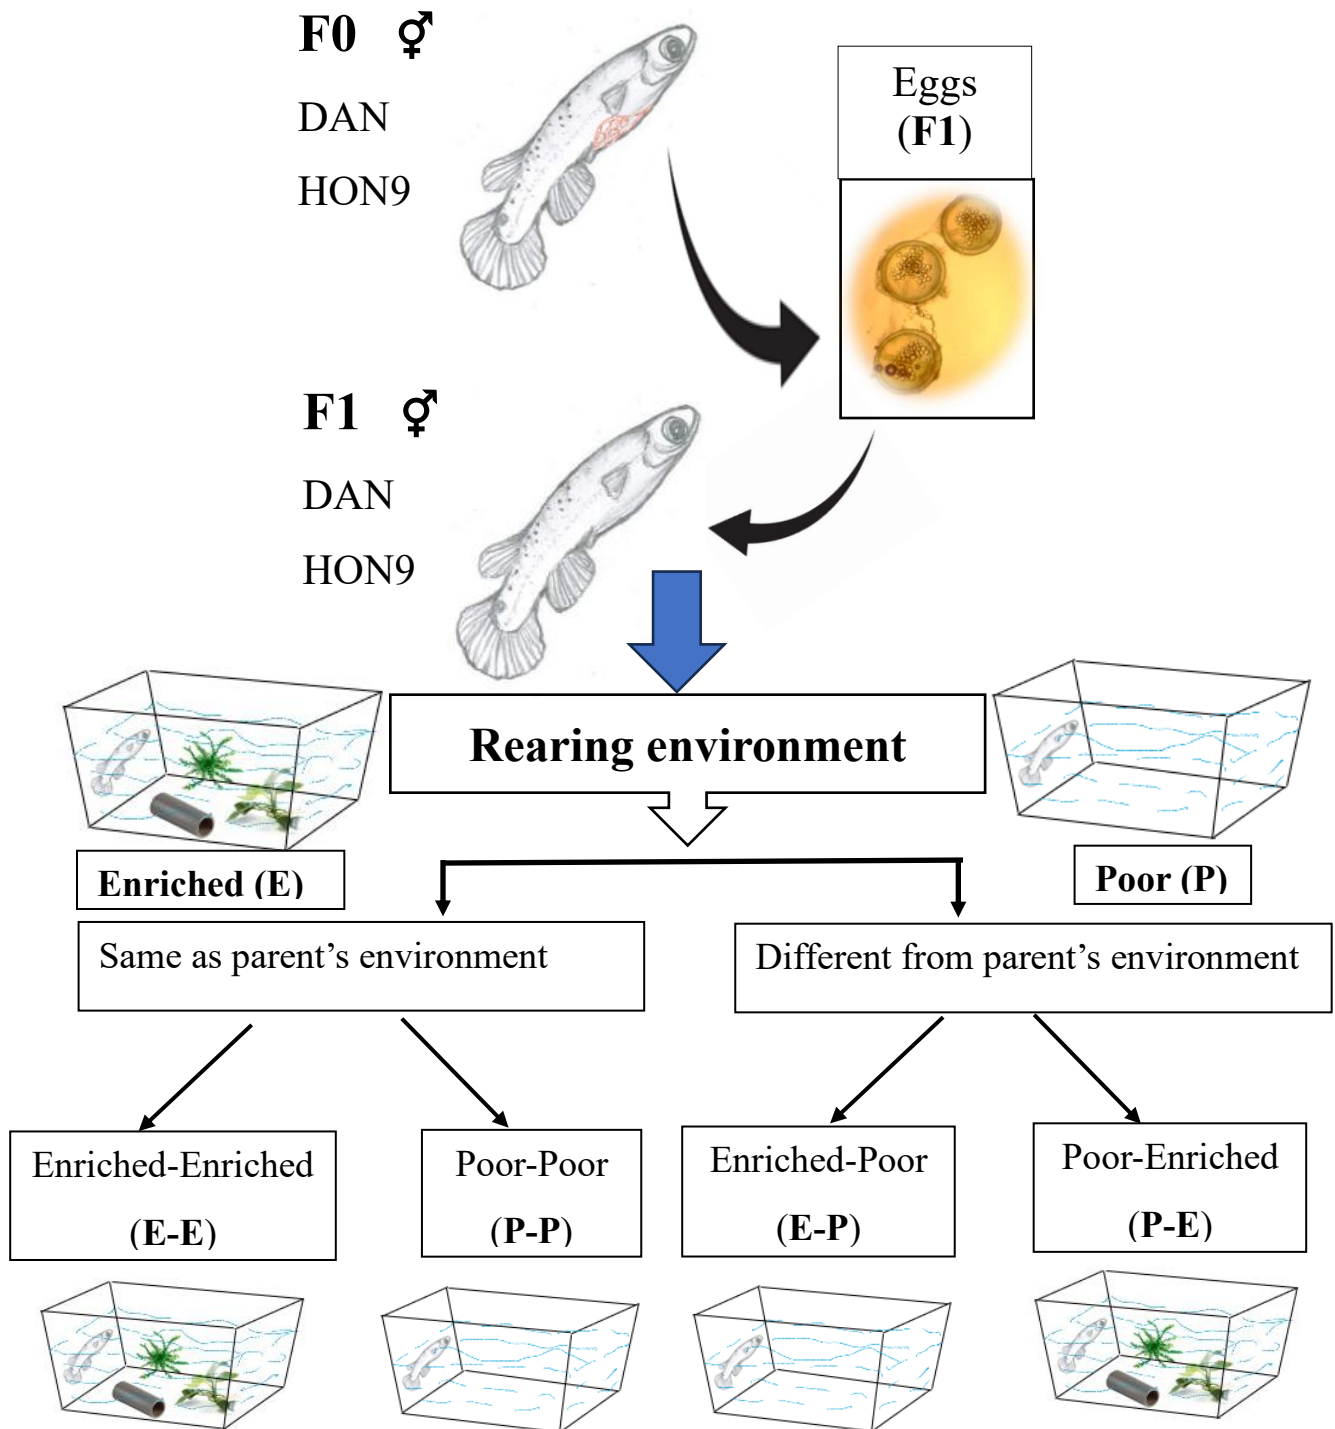 F0 ⚥
DAN
HON9
Eggs
(F1)
F1 ⚥
DAN
HON9
Rearing environment
Enriched (E)
Poor (P)
Same as parent’s environment
Different from parent’s environment
Enriched-Enriched
(E-E)
Poor-Poor
(P-P)
Enriched-Poor
(E-P)
Poor-Enriched
(P-E)